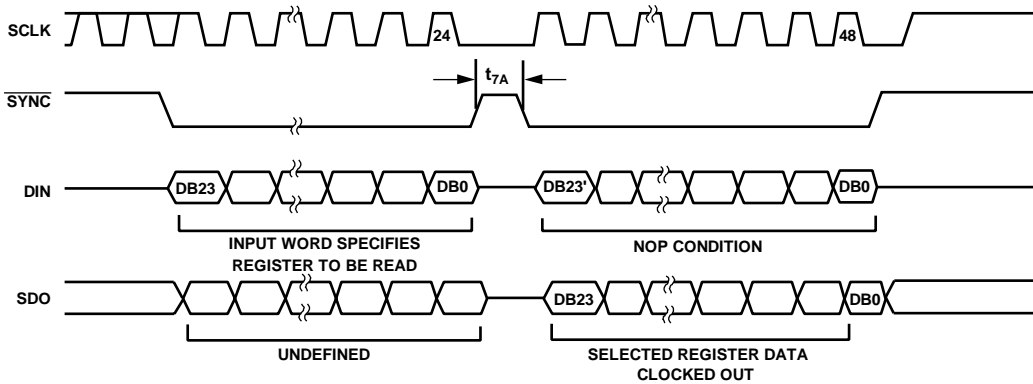 SCLK
24
48
t7A
SYNC
DIN
DB23
DB0
DB23'
DB0
INPUT WORD SPECIFIES
REGISTER TO BE READ
NOP CONDITION
SDO
DB23
DB0
UNDEFINED
SELECTED REGISTER DATA
CLOCKED OUT